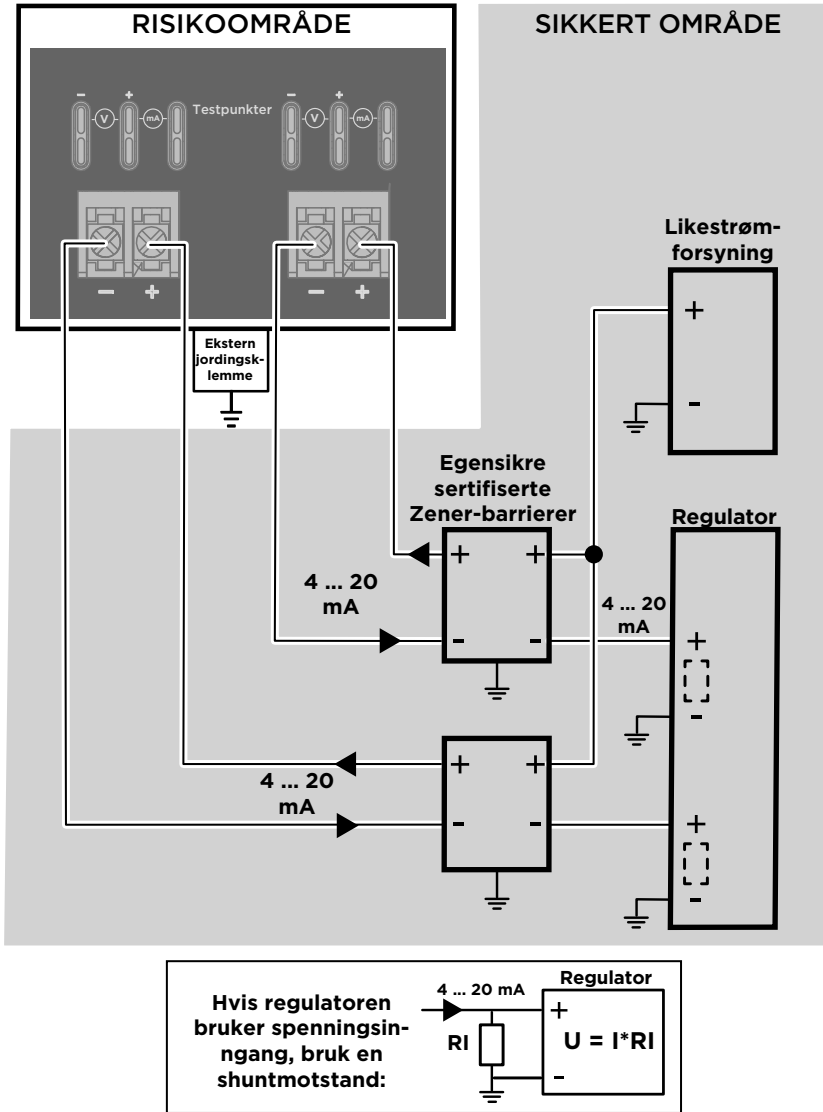 RISIKOOMRÅDE
SIKKERT OMRÅDE
- + - +
V mA Testpunkter V mA
Likestrøm-
forsyning
+
-
- + - +
Ekstern
jordingsk-
lemme
Egensikre
sertifiserte
Zener-barrierer
Regulator
+ +
4 ... 20
mA
4 ... 20
mA
- -
+
-
+ +
4 ... 20
mA
- -
+
-
Hvis regulatoren
bruker spenningsin-
ngang, bruk en
shuntmotstand:
4 ... 20 mA
Regulator
+
RI
U = I*RI
-